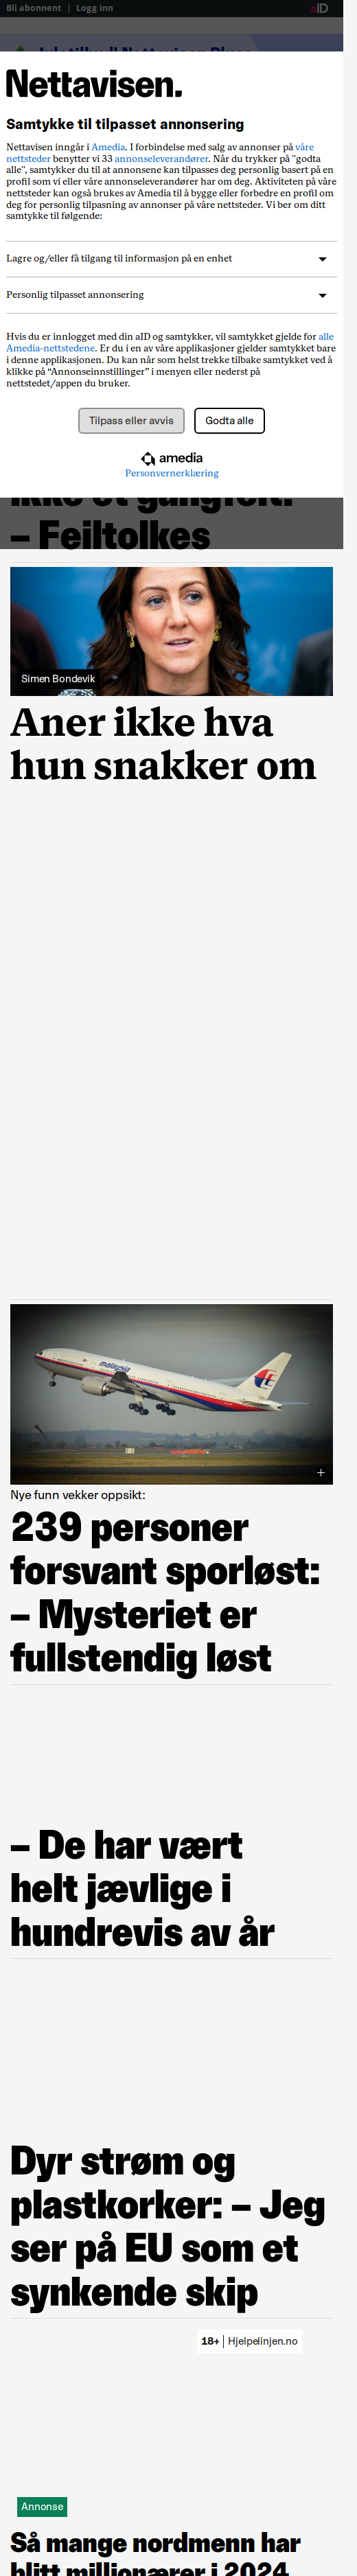 Bli abonnent | Logg inn
aID
Nettavisen.
Samtykke til tilpasset annonsering
Nettavisen inngår i Amedia. I forbindelse med salg av annonser på våre
nettsteder benytter vi 33 annonseleverandører. Når du trykker på "godta
alle", samtykker du til at annonsene kan tilpasses deg personlig basert på en
profil som vi eller våre annonseleverandører har om deg. Aktiviteten på våre
nettsteder kan også brukes av Amedia til å bygge eller forbedre en profil om
deg for personlig tilpasning av annonser på våre nettsteder. Vi ber om ditt
samtykke til følgende:
Lagre og/eller få tilgang til informasjon på en enhet
Personlig tilpasset annonsering
Hvis du er innlogget med din aID og samtykker, vil samtykket gjelde for alle
Amedia-nettstedene. Er du i en av våre applikasjoner gjelder samtykket bare
i denne applikasjonen. Du kan når som helst trekke tilbake samtykket ved å
klikke på “Annonseinnstillinger” i menyen eller nederst på
nettstedet/appen du bruker.
Tilpass eller avvis
Godta alle
amedia
Personvernerklæring
– Feiltolkes
Simen Bondevik
Aner ikke hva
hun snakker om
malaysia
Nye funn vekker oppsikt:
239 personer
forsvant sporløst:
– Mysteriet er
fullstendig løst
– De har vært
helt jævlige i
hundrevis av år
Dyr strøm og
plastkorker: – Jeg
ser på EU som et
synkende skip
18+ | Hjelpelinjen.no
Annonse
Så mange nordmenn har
blitt millionærer i 2024